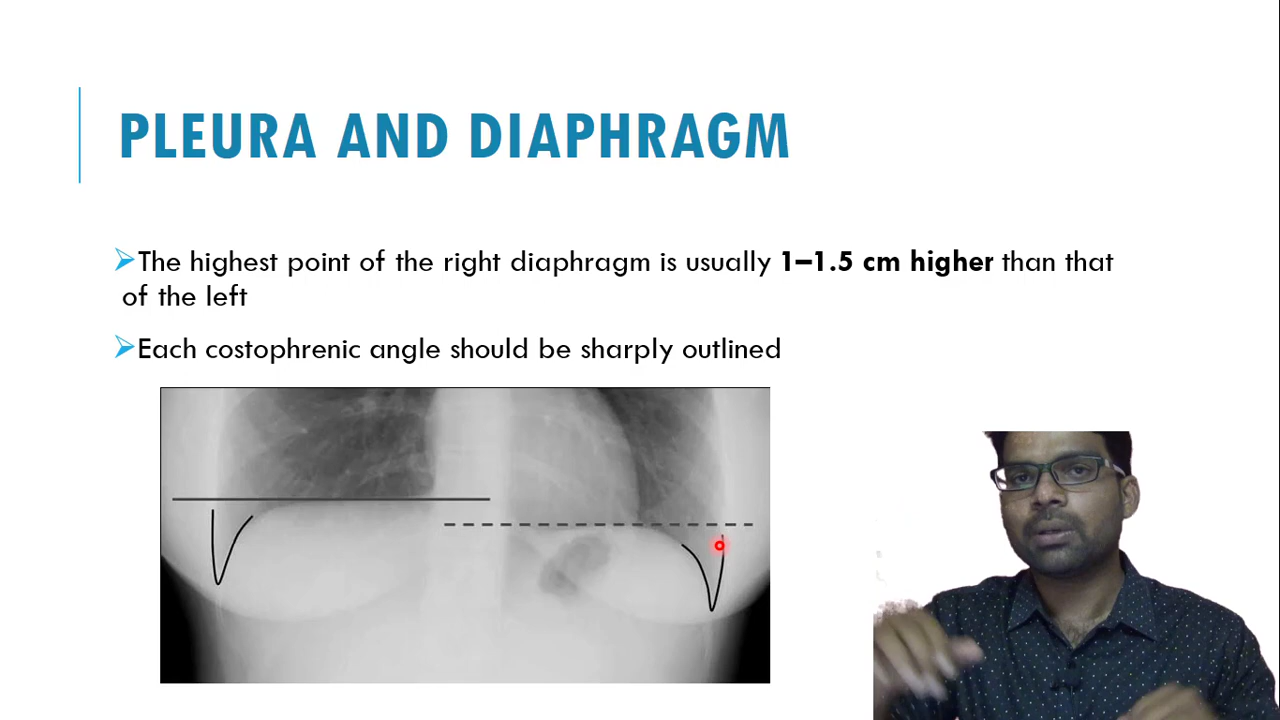 PLEURA AND DIAPHRAGM
The highest point of the right diaphragm is usually 1–1.5 cm higher than that
of the left
Each costophrenic angle should be sharply outlined